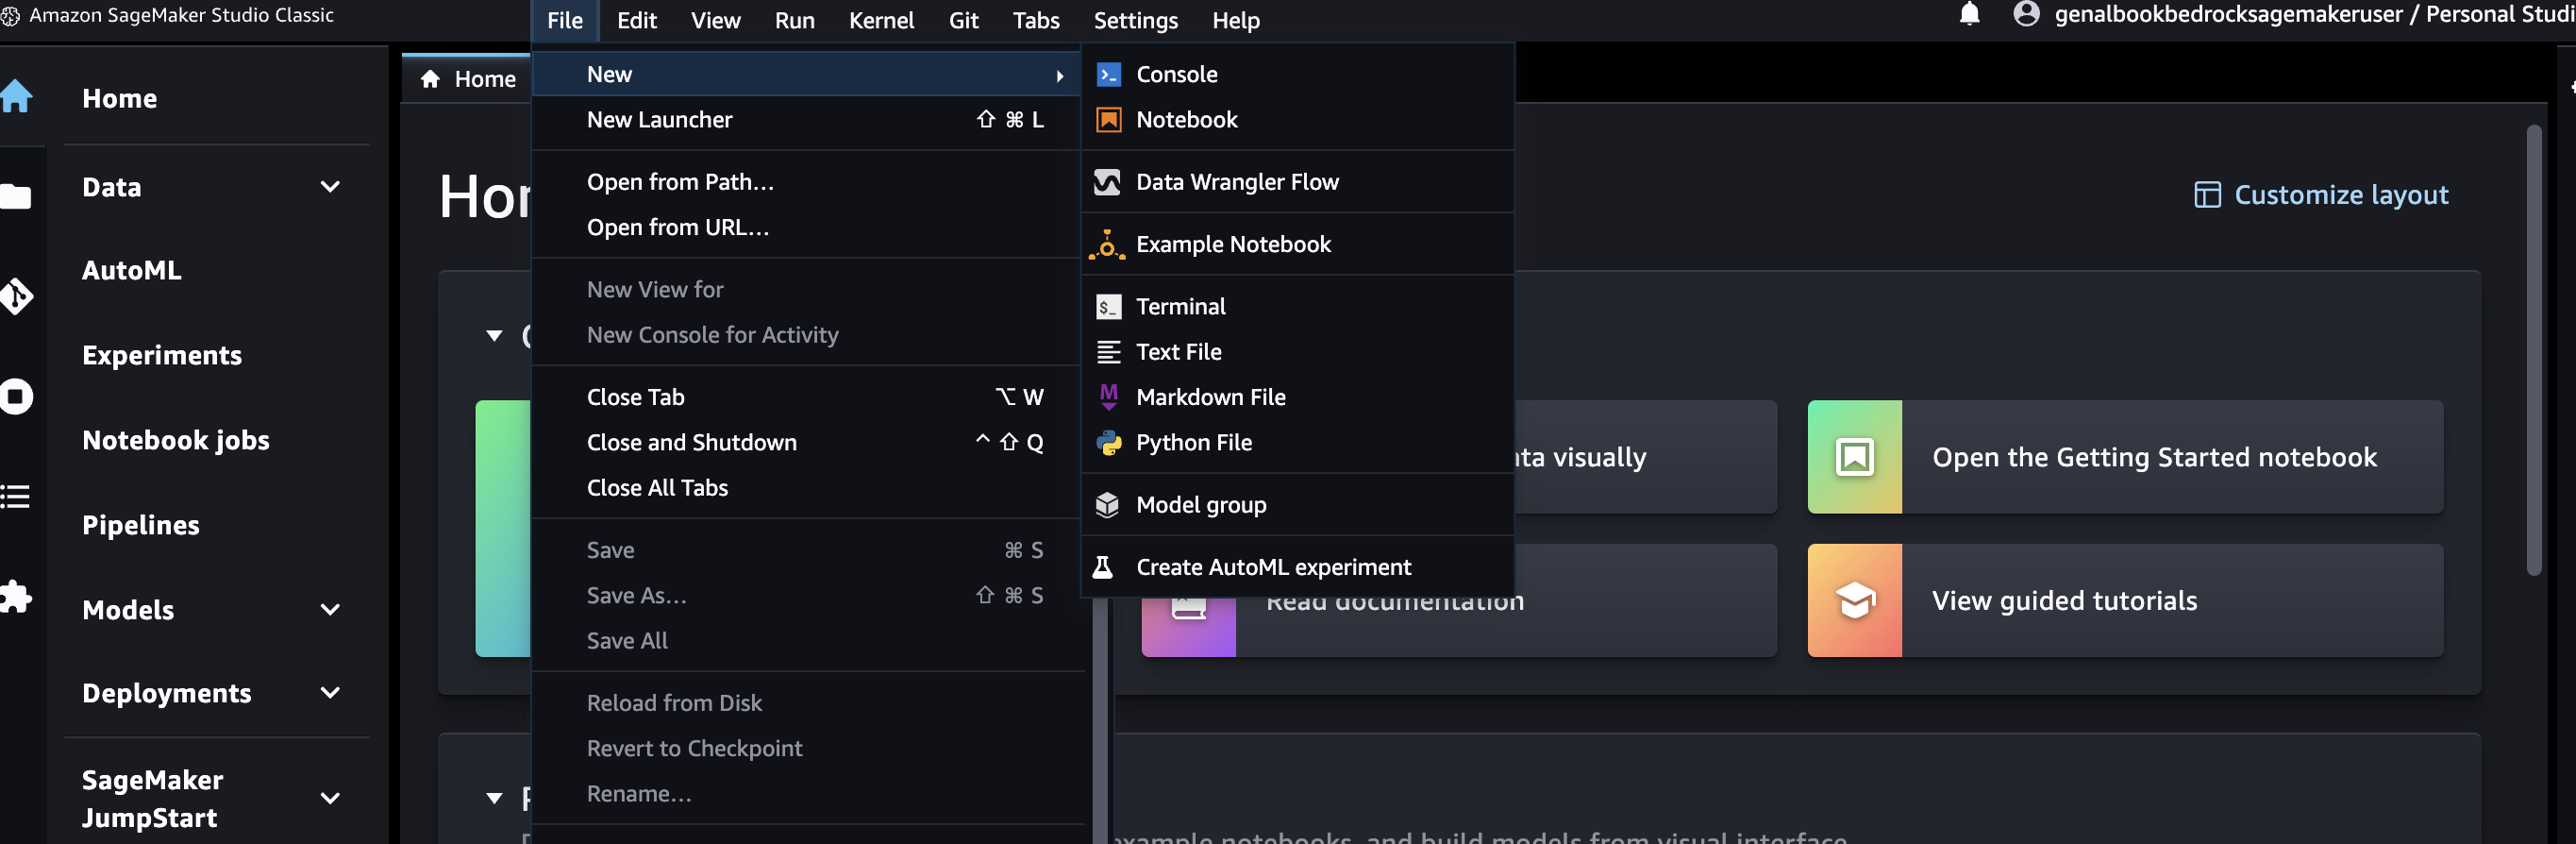 Amazon SageMaker Studio Classic
File Edit View Run Kernel Git Tabs Settings Help
genalbookbedrocksagemakeruser / Personal Studi
Home
Data
AutoML
Experiments
Notebook jobs
Pipelines
Models
Deployments
SageMaker
JumpStart
Home
Hor
New
New Launcher ⇧ ⌘ L
Open from Path…
Open from URL…
New View for
New Console for Activity
Close Tab ⌥ W
Close and Shutdown ^ ⇧ Q
Close All Tabs
Save ⌘ S
Save As… ⇧ ⌘ S
Save All
Reload from Disk
Revert to Checkpoint
Rename…
Console
Notebook
Data Wrangler Flow
Example Notebook
$_ Terminal
Text File
M Markdown File
Python File
Model group
Create AutoML experiment
Customize layout
ata visually
Open the Getting Started notebook
Read documentation
View guided tutorials
example notebooks, and build models from visual interface